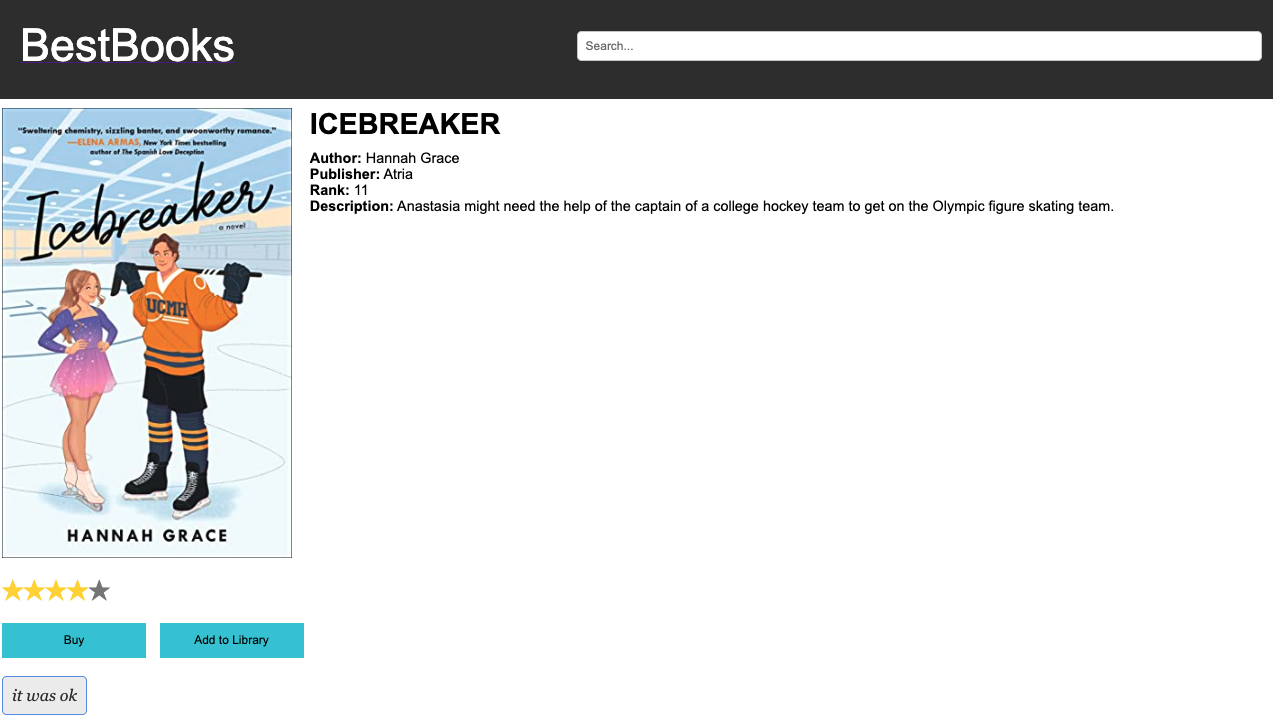 BestBooks
Search...
"Sweltering chemistry, sizzling banter, and swoonworthy romance."
—ELENA ARMAS, New York Times bestselling
author of The Spanish Love Deception
Icebreaker
a novel
UCMH
HANNAH GRACE
ICEBREAKER
Author: Hannah Grace
Publisher: Atria
Rank: 11
Description: Anastasia might need the help of the captain of a college hockey team to get on the Olympic figure skating team.
Buy
Add to Library
it was ok